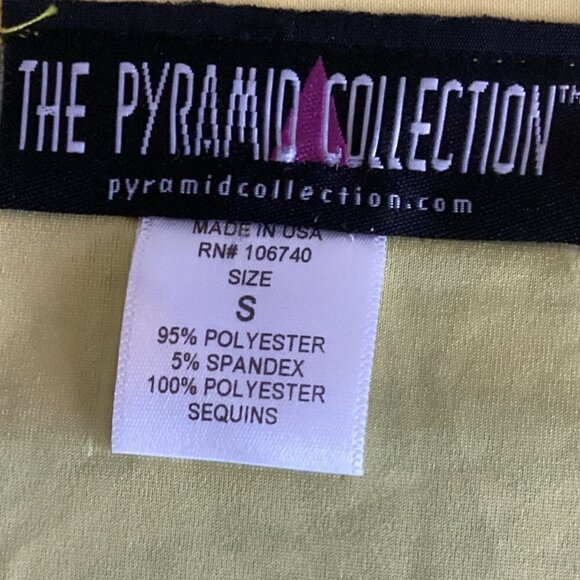 THE PYRAMID COLLECTION™
pyramidcollection.com
MADE IN USA
RN# 106740
SIZE
S
95% POLYESTER
5% SPANDEX
100% POLYESTER
SEQUINS